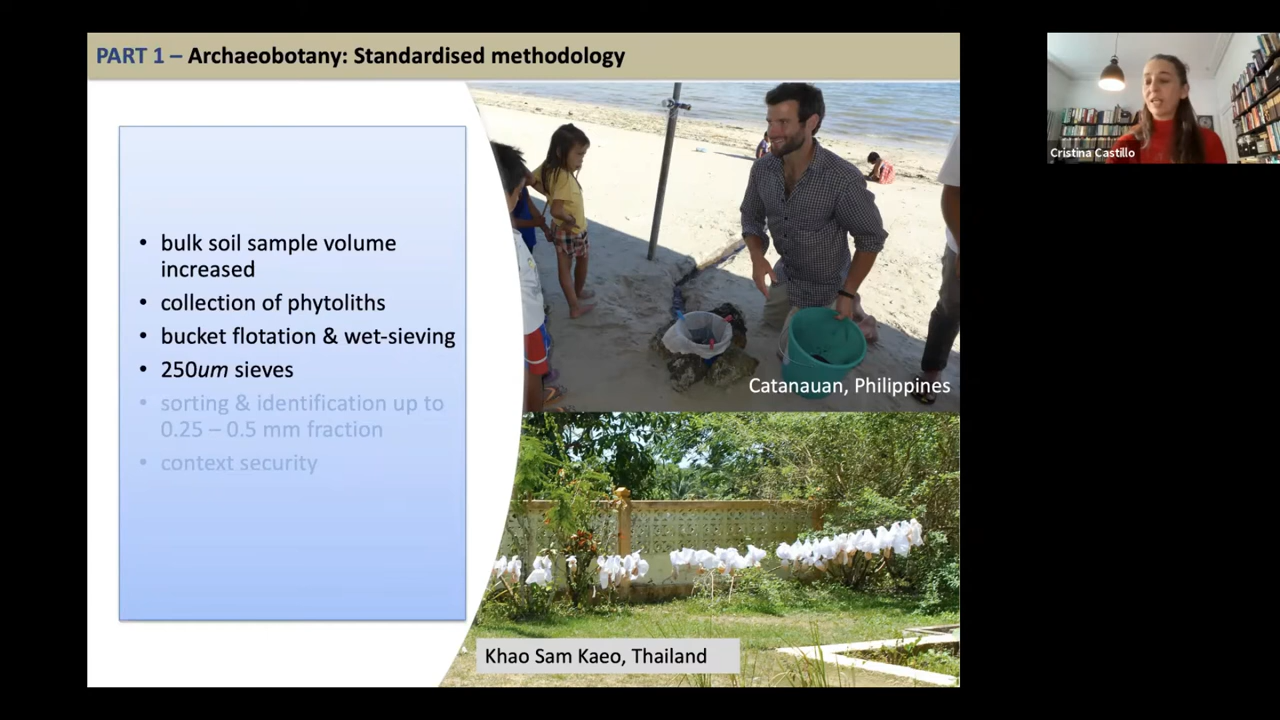 PART 1 – Archaeobotany: Standardised methodology
• bulk soil sample volume
increased
• collection of phytoliths
• bucket flotation & wet-sieving
• 250um sieves
• sorting & identification up to
0.25 – 0.5 mm fraction
• context security
Catanauan, Philippines
Khao Sam Kaeo, Thailand
Cristina Castillo